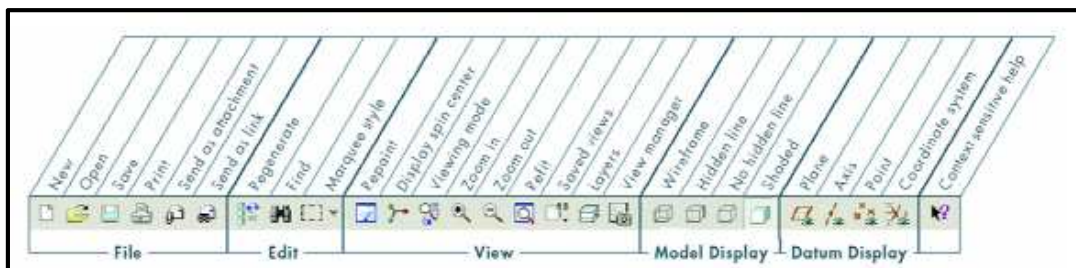 New
Open
Save
Print
Send as attachment
Send as link
Regenerate
Find
Marquee style
Repaint
Display spin center
Viewing mode
Zoom in
Zoom out
Refit
Saved views
Layers
View manager
Wireframe
Hidden line
No hidden line
Shaded
Plane
Axis
Point
Coordinate system
Context sensitive help
File
Edit
View
Model Display
Datum Display